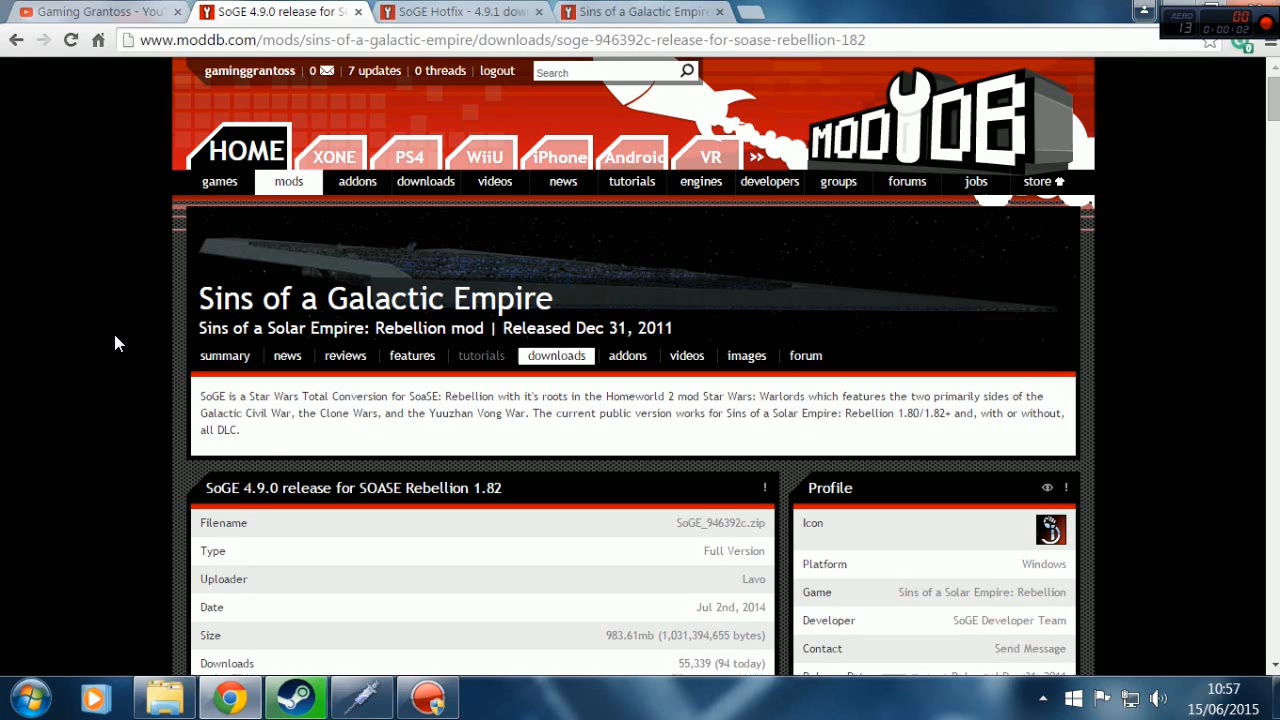 Gaming Grantoss - You
SoGE 4.9.0 release for S
SoGE Hotfix - 4.9.1 dow
Sins of a Galactic Empire
AERO
13
00
0:00:02
www.moddb.com/mods/sin-of-a-galactic-empir
ge-946392c-release-for-soase-rebellion-182
gaminggrantoss | 0 | 7 updates | 0 threads | logout
Search
MOD DB
HOME
XONE
PS4
WiiU
iPhone
Android
VR
>>
games
mods
addons
downloads
videos
news
tutorials
engines
developers
groups
forums
jobs
store
Sins of a Galactic Empire
Sins of a Solar Empire: Rebellion mod | Released Dec 31, 2011
summary
news
reviews
features
tutorials
downloads
addons
videos
images
forum
SoGE is a Star Wars Total Conversion for SoaSE: Rebellion with it's roots in the Homeworld 2 mod Star Wars: Warlords which features the two primarily sides of the
Galactic Civil War, the Clone Wars, and the Yuuzhan Vong War. The current public version works for Sins of a Solar Empire: Rebellion 1.80/1.82+ and, with or without,
all DLC.
SoGE 4.9.0 release for SOASE Rebellion 1.82 !
Filename SoGE_946392c.zip
Type Full Version
Uploader Lavo
Date Jul 2nd, 2014
Size 983.61mb (1,031,394,655 bytes)
Downloads 55,339 (94 today)
Profile !
Icon
Platform Windows
Game Sins of a Solar Empire: Rebellion
Developer SoGE Developer Team
Contact Send Message
10:57
15/06/2015